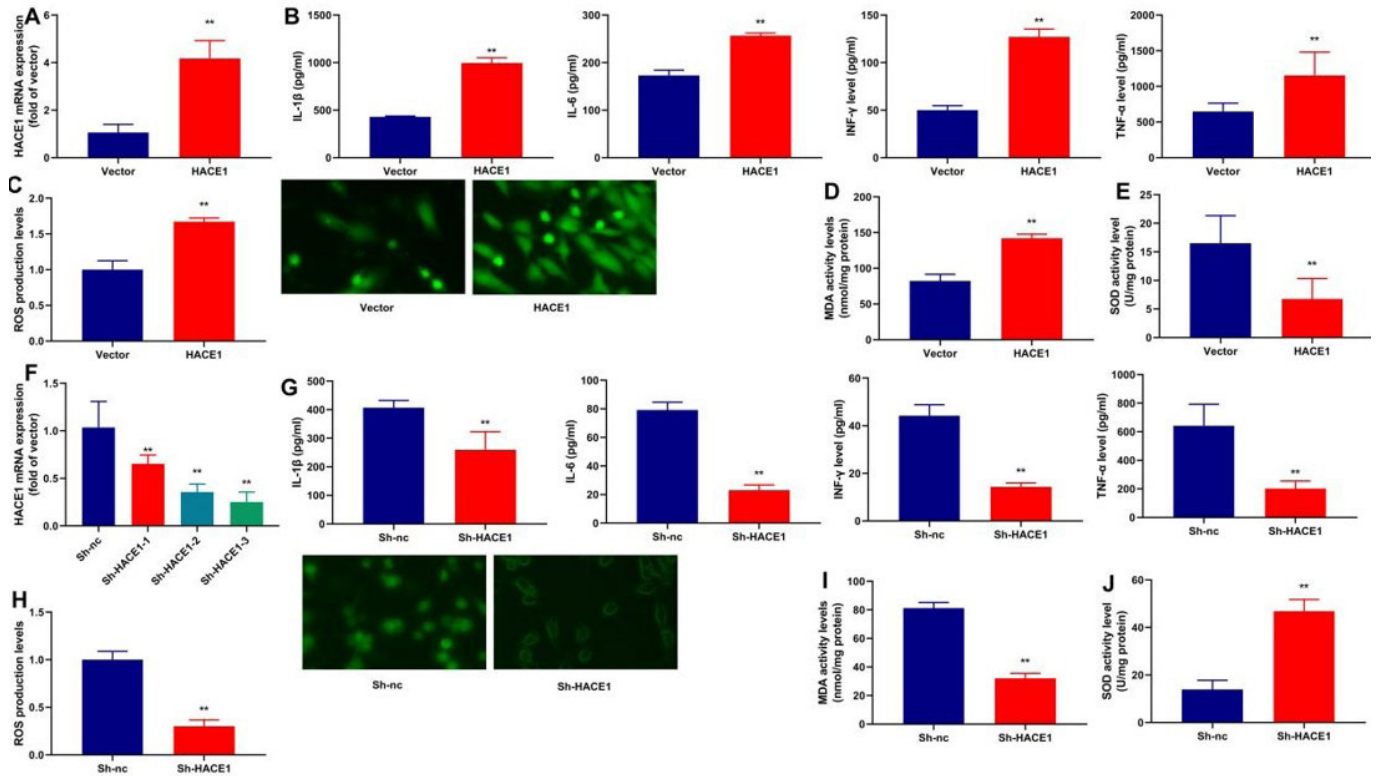 A
HACE1 mRNA expression
(fold of vector)
6
4
2
0
**
Vector
HACE1
B
IL-1β (pg/ml)
1500
1000
500
0
**
Vector
HACE1
IL-6 (pg/ml)
300
200
100
0
**
Vector
HACE1
INF-γ level (pg/ml)
150
100
50
0
**
Vector
HACE1
TNF-α level (pg/ml)
2000
1500
1000
500
0
**
Vector
HACE1
C
ROS production levels
2.0
1.5
1.0
0.5
0.0
**
Vector
HACE1
Vector
HACE1
D
MDA activity levels
(nmol/mg protein)
200
150
100
50
0
**
Vector
HACE1
E
SOD activity level
(U/mg protein)
25
20
15
10
5
0
**
Vector
HACE1
F
HACE1 mRNA expression
(fold of vector)
1.5
1.0
0.5
0.0
**
**
**
Sh-nc
Sh-HACE1-1
Sh-HACE1-2
Sh-HACE1-3
G
IL-1β (pg/ml)
500
400
300
200
100
0
**
Sh-nc
Sh-HACE1
IL-6 (pg/ml)
100
80
60
40
20
0
**
Sh-nc
Sh-HACE1
INF-γ level (pg/ml)
60
40
20
0
**
Sh-nc
Sh-HACE1
TNF-α level (pg/ml)
1000
800
600
400
200
0
**
Sh-nc
Sh-HACE1
H
ROS production levels
1.5
1.0
0.5
0.0
**
Sh-nc
Sh-HACE1
Sh-nc
Sh-HACE1
I
MDA activity levels
(nmol/mg protein)
100
80
60
40
20
0
**
Sh-nc
Sh-HACE1
J
SOD activity level
(U/mg protein)
60
40
20
0
**
Sh-nc
Sh-HACE1